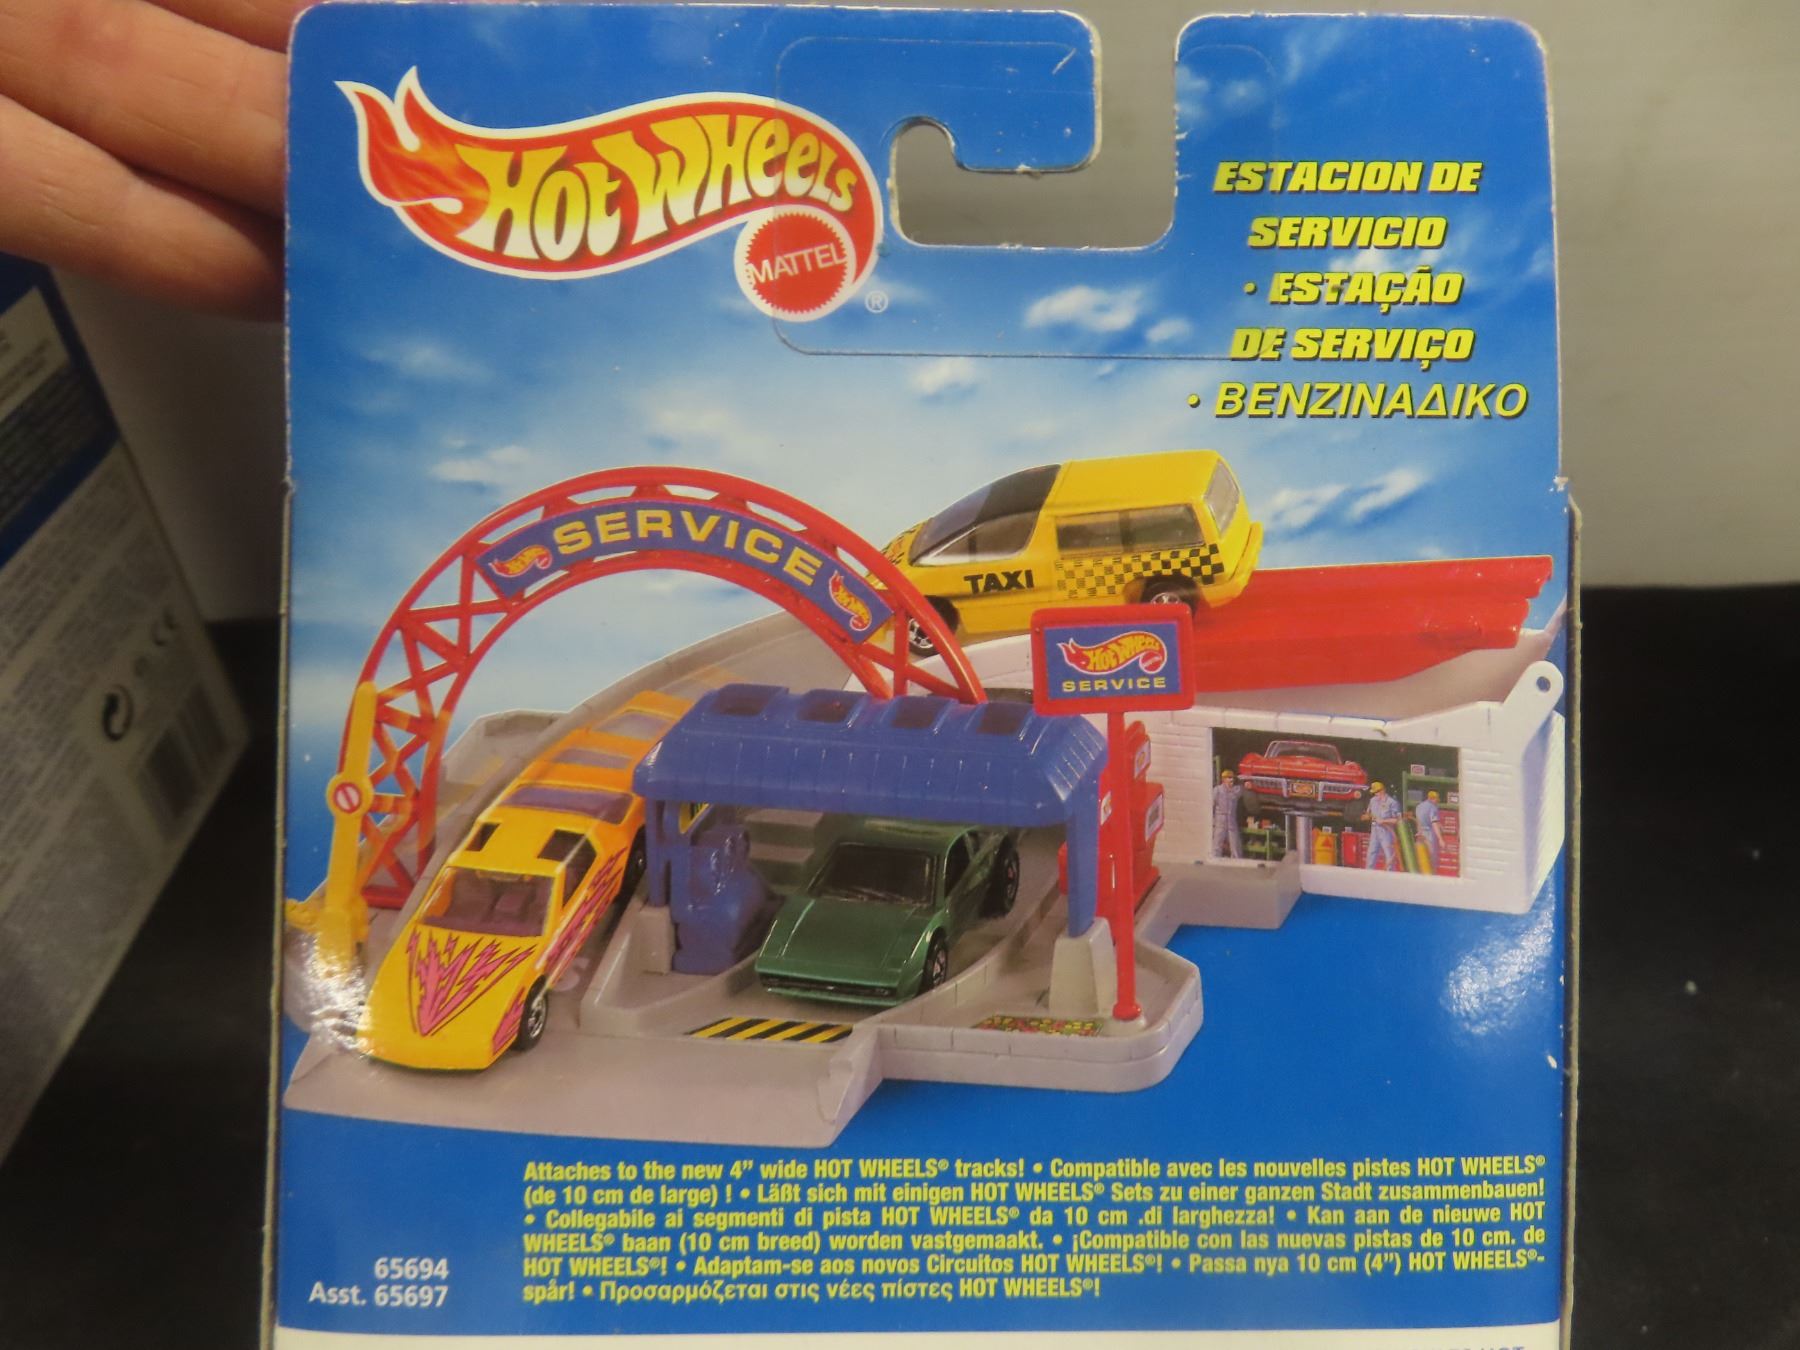 HOT WHEELS
MATTEL
®
ESTACION DE
SERVICIO
• ESTAÇÃO
DE SERVIÇO
• ΒΕΝΖΙΝΑΔΙΚΟ
SERVICE
TAXI
HOT WHEELS
SERVICE
Attaches to the new 4” wide HOT WHEELS® tracks! • Compatible avec les nouvelles pistes HOT WHEELS®
(de 10 cm de large) ! • Läßt sich mit einigen HOT WHEELS® Sets zu einer ganzen Stadt zusammenbauen!
• Collegabile ai segmenti di pista HOT WHEELS® da 10 cm .di larghezza! • Kan aan de nieuwe HOT
WHEELS® baan (10 cm breed) worden vastgemaakt. • ¡Compatible con las nuevas pistas de 10 cm. de
HOT WHEELS®! • Adaptam-se aos novos Circuitos HOT WHEELS®! • Passa nya 10 cm (4”) HOT WHEELS®-
spår! • Προσαρμόζεται στις νέες πίστες HOT WHEELS®!
65694
Asst. 65697